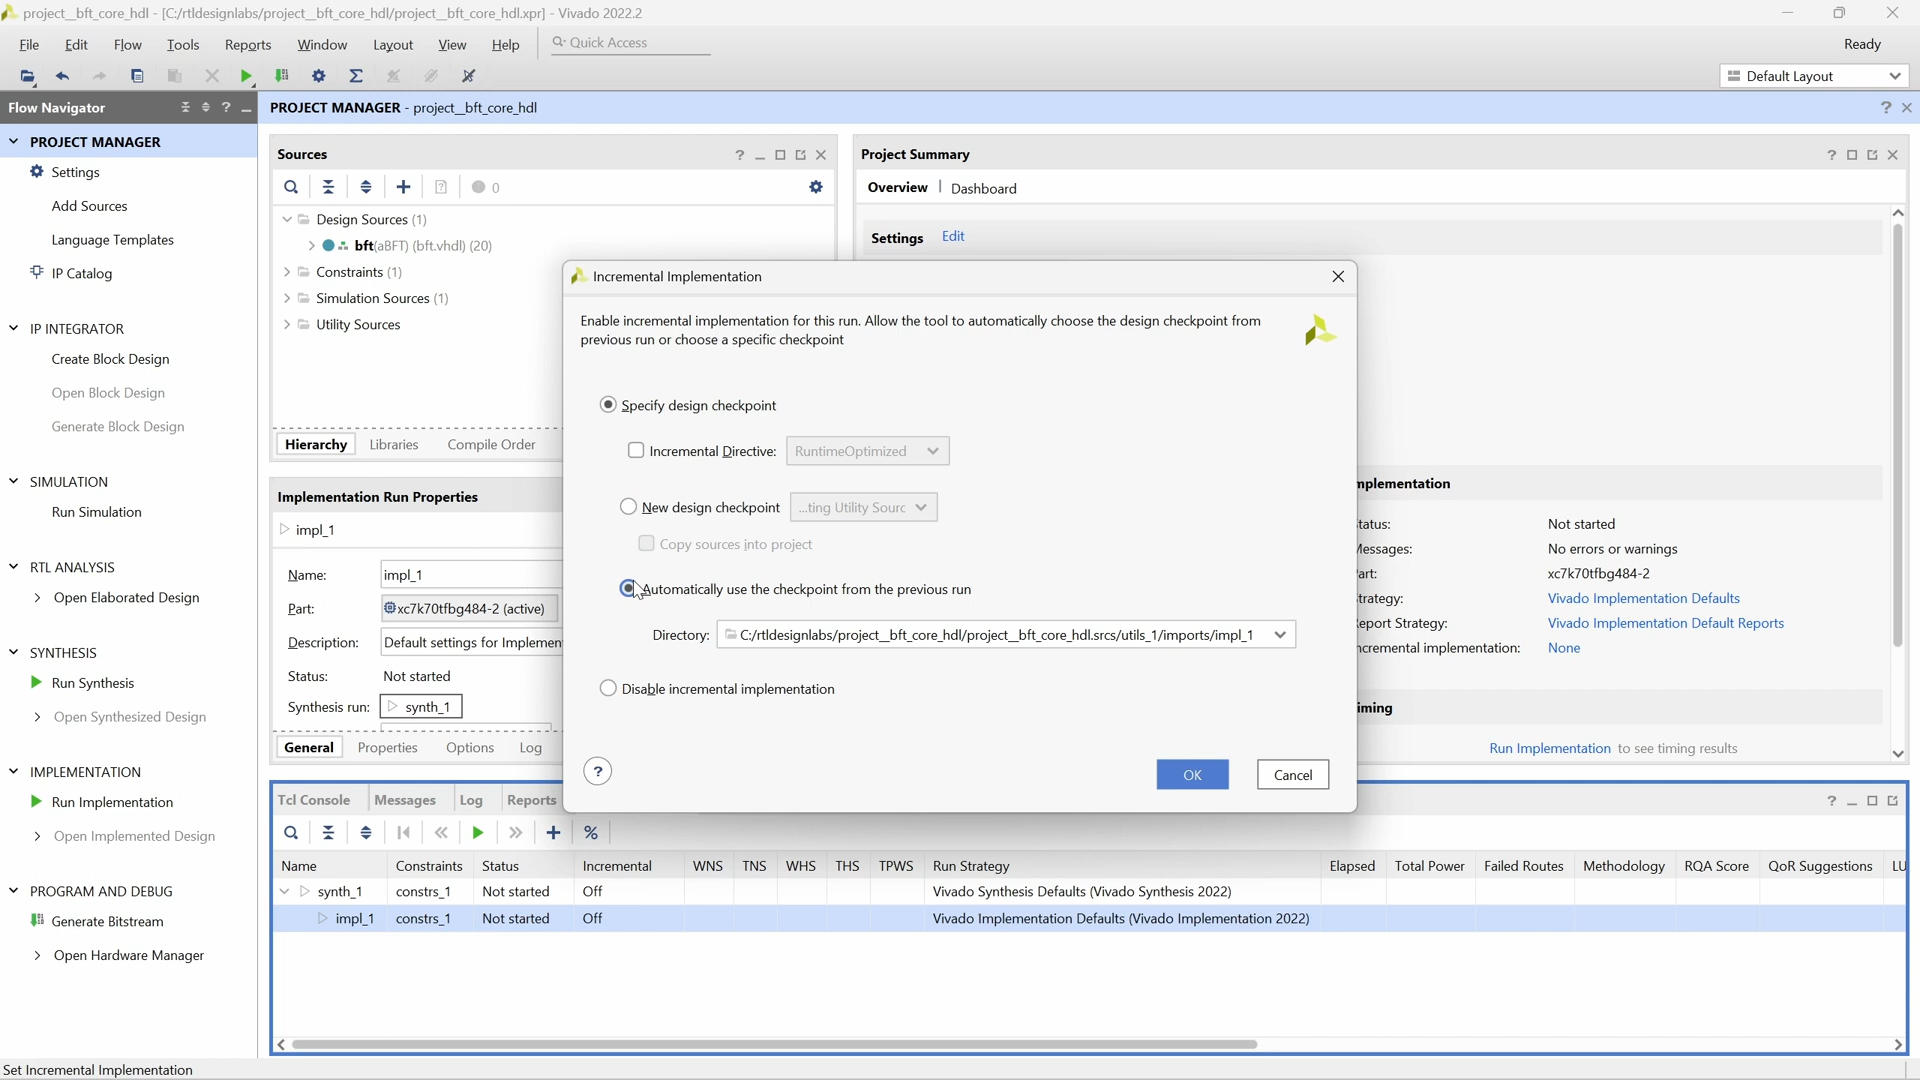 project__bft_core_hdl - [C:/rtldesignlabs/project__bft_core_hdl/project__bft_core_hdl.xpr] - Vivado 2022.2
File Edit Flow Tools Reports Window Layout View Help Quick Access Ready
Default Layout
Flow Navigator
PROJECT MANAGER
Settings
Add Sources
Language Templates
IP Catalog
IP INTEGRATOR
Create Block Design
Open Block Design
Generate Block Design
SIMULATION
Run Simulation
RTL ANALYSIS
Open Elaborated Design
SYNTHESIS
Run Synthesis
Open Synthesized Design
IMPLEMENTATION
Run Implementation
Open Implemented Design
PROGRAM AND DEBUG
Generate Bitstream
Open Hardware Manager
PROJECT MANAGER - project__bft_core_hdl
Sources
0
Design Sources (1)
bft(aBFT) (bft.vhdl) (20)
Constraints (1)
Simulation Sources (1)
Utility Sources
Hierarchy Libraries Compile Order
Implementation Run Properties
impl_1
Name: impl_1
Part: xc7k70tfbg484-2 (active)
Description: Default settings for Implemen
Status: Not started
Synthesis run: synth_1
General Properties Options Log
Project Summary
Overview | Dashboard
Settings Edit
mplementation
tatus: Not started
Messages: No errors or warnings
art: xc7k70tfbg484-2
trategy: Vivado Implementation Defaults
eport Strategy: Vivado Implementation Default Reports
ncremental implementation: None
iming
Run Implementation to see timing results
Incremental Implementation
Enable incremental implementation for this run. Allow the tool to automatically choose the design checkpoint from
previous run or choose a specific checkpoint
Specify design checkpoint
Incremental Directive: RuntimeOptimized
New design checkpoint ...ting Utility Sourc
Copy sources into project
Automatically use the checkpoint from the previous run
Directory: C:/rtldesignlabs/project__bft_core_hdl/project__bft_core_hdl.srcs/utils_1/imports/impl_1
Disable incremental implementation
? OK Cancel
Tcl Console Messages Log Reports
Name Constraints Status Incremental WNS TNS WHS THS TPWS Run Strategy Elapsed Total Power Failed Routes Methodology RQA Score QoR Suggestions LU
synth_1 constrs_1 Not started Off Vivado Synthesis Defaults (Vivado Synthesis 2022)
impl_1 constrs_1 Not started Off Vivado Implementation Defaults (Vivado Implementation 2022)
Set Incremental Implementation